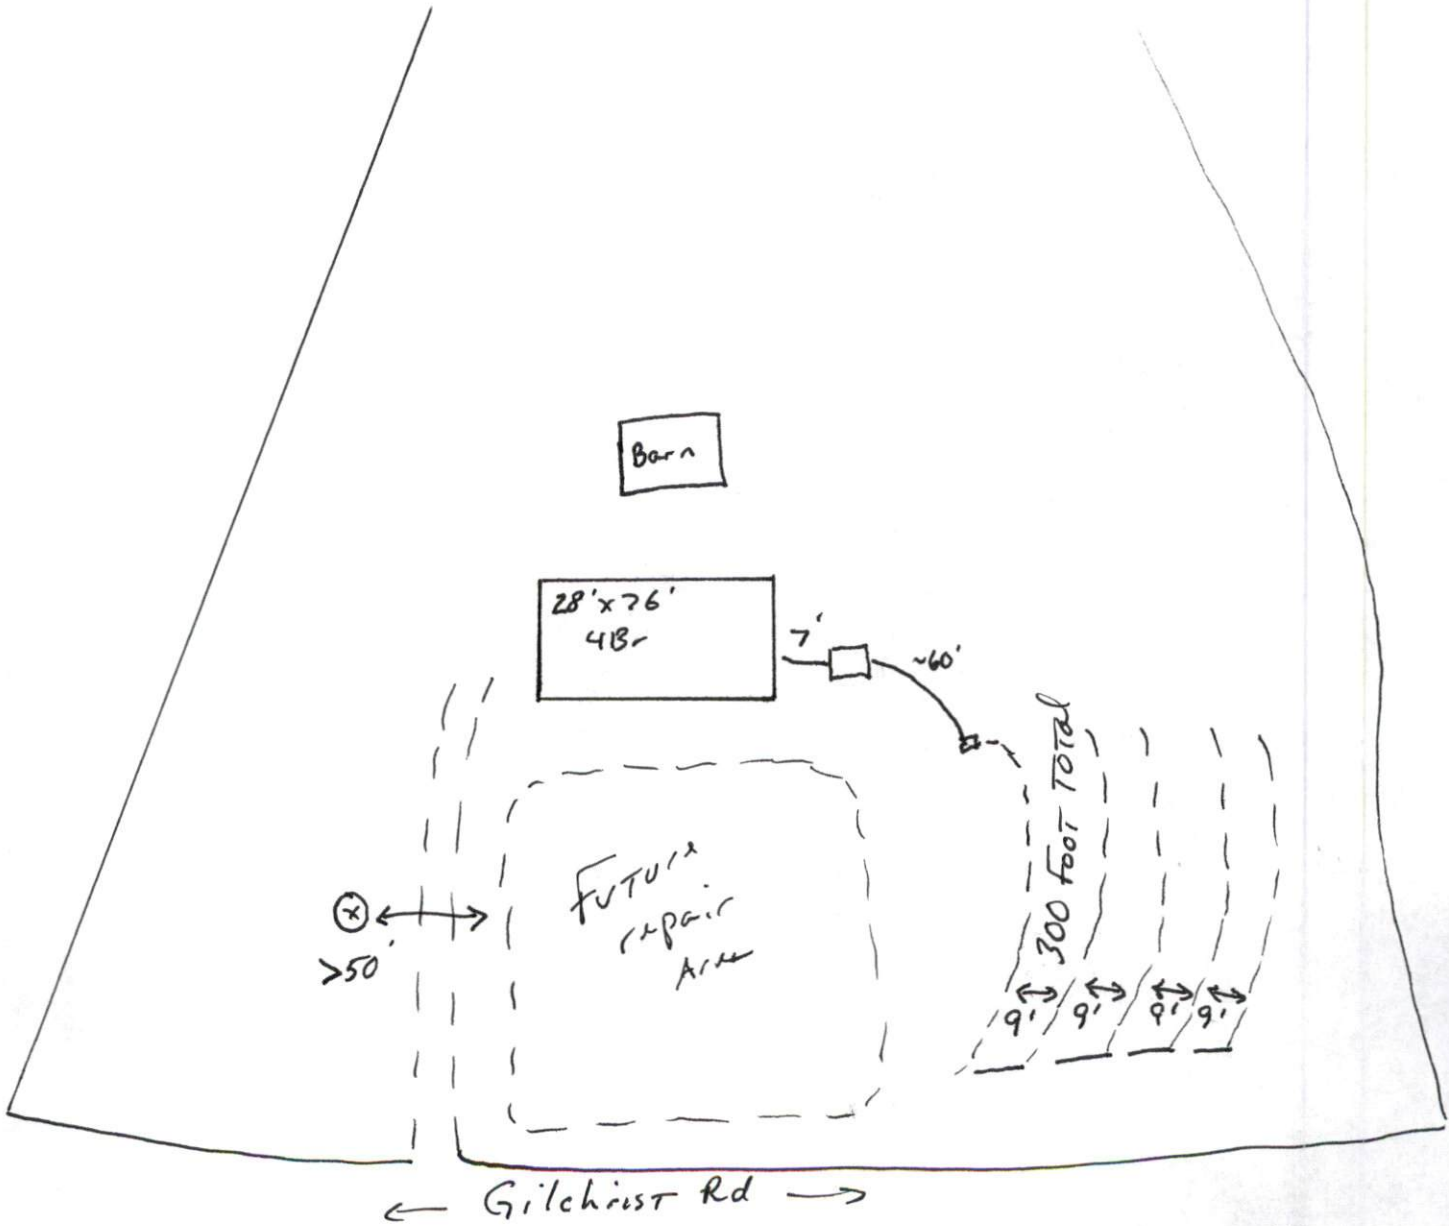 Barn
28'x76'
4Br
7'
~60'
300 Foot Total
Future
repair
Area
x
>50'
9'
9'
9'
9'
Gilchrist Rd